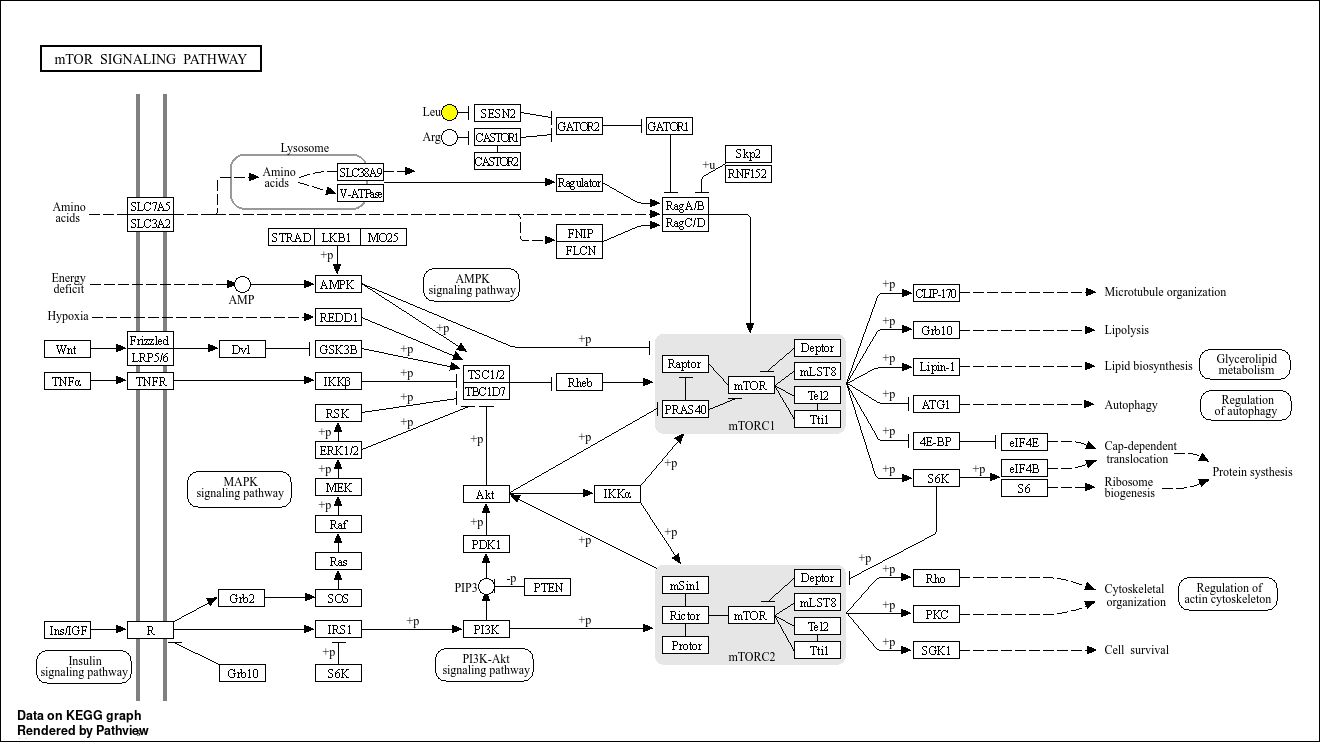 mTOR SIGNALING PATHWAY
Leu
SESN2
Arg
CASTOR1
CASTOR2
GATOR2
GATOR1
Skp2
RNF152
+u
Lysosome
Amino
acids
SLC38A9
V-ATPase
Ragulator
RagA/B
RagC/D
Amino
acids
SLC7A5
SLC3A2
FNIP
FLCN
STRAD
LKB1
MO25
+p
Energy
deficit
AMP
AMPK
AMPK
signaling pathway
Hypoxia
REDD1
+p
Wnt
Frizzled
LRP5/6
Dvl
GSK3B
+p
TNFα
TNFR
IKKβ
+p
TSC1/2
TBC1D7
Rheb
+p
RSK
+p
+p
ERK1/2
+p
+p
MEK
+p
Raf
Ras
MAPK
signaling pathway
Raptor
PRAS40
mTOR
Deptor
mLST8
Tel2
Tti1
mTORC1
+p
CLIP-170
Microtubule organization
+p
Grb10
Lipolysis
+p
Lipin-1
Lipid biosynthesis
Glycerolipid
metabolism
+p
ATG1
Autophagy
Regulation
of autophagy
+p
4E-BP
eIF4E
Cap-dependent
translocation
+p
S6K
+p
eIF4B
S6
Ribosome
biogenesis
Protein systhesis
+p
+p
+p
Akt
IKKα
+p
PDK1
+p
+p
PIP3
-p
PTEN
Grb2
SOS
Ins/IGF
R
IRS1
+p
PI3K
+p
Insulin
signaling pathway
Grb10
+p
S6K
PI3K-Akt
signaling pathway
mSin1
Rictor
Protor
mTOR
Deptor
mLST8
Tel2
Tti1
mTORC2
+p
+p
Rho
+p
PKC
+p
SGK1
Cytoskeletal
organization
Regulation of
actin cytoskeleton
Cell survival
Data on KEGG graph
Rendered by Pathview